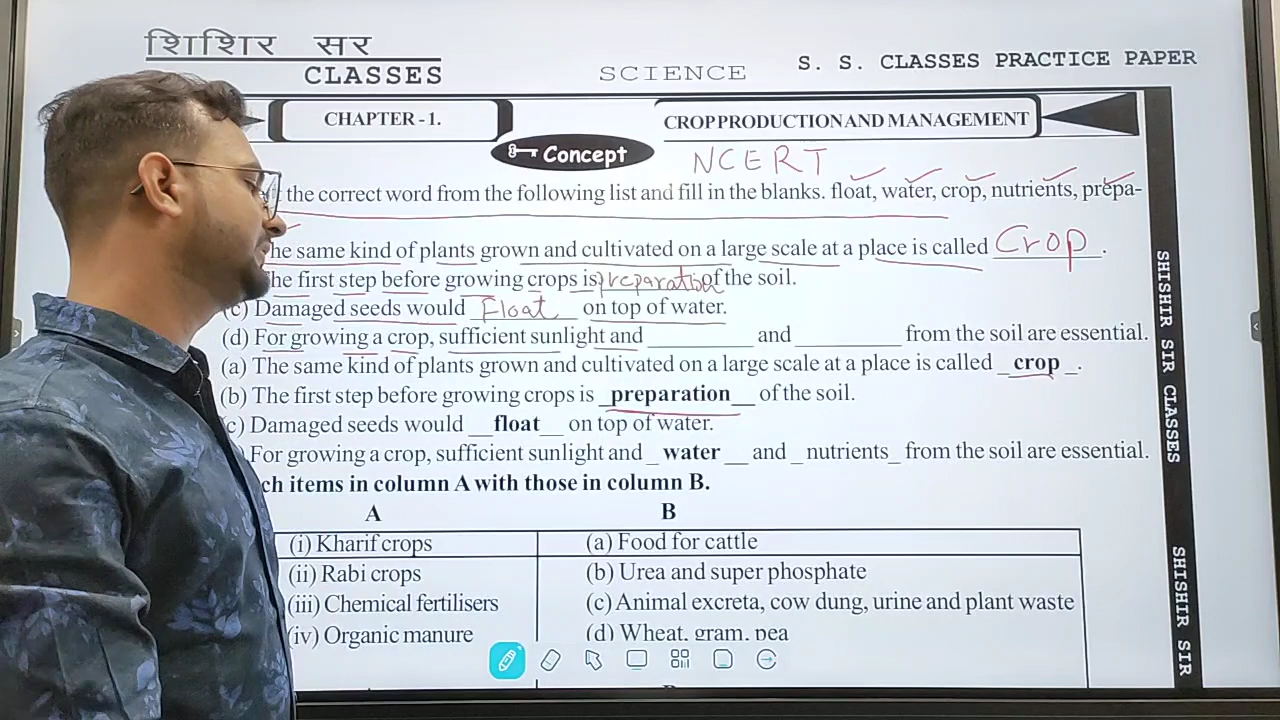 शिशिर सर
CLASSES
SCIENCE
S. S. CLASSES PRACTICE PAPER
CHAPTER - 1.
CROP PRODUCTION AND MANAGEMENT
Concept
NCERT
the correct word from the following list and fill in the blanks. float, water, crop, nutrients, prepa-
he same kind of plants grown and cultivated on a large scale at a place is called Crop.
he first step before growing crops is preparation of the soil.
(c) Damaged seeds would Float on top of water.
(d) For growing a crop, sufficient sunlight and ________ and ________ from the soil are essential.
(a) The same kind of plants grown and cultivated on a large scale at a place is called _crop_.
(b) The first step before growing crops is _preparation__ of the soil.
c) Damaged seeds would __float__ on top of water.
) For growing a crop, sufficient sunlight and _water__ and _nutrients_ from the soil are essential.
ch items in column A with those in column B.
A B
(i) Kharif crops (a) Food for cattle
(ii) Rabi crops (b) Urea and super phosphate
(iii) Chemical fertilisers (c) Animal excreta, cow dung, urine and plant waste
(iv) Organic manure (d) Wheat, gram, pea
SHISHIR SIR CLASSES
SHISHIR SIR